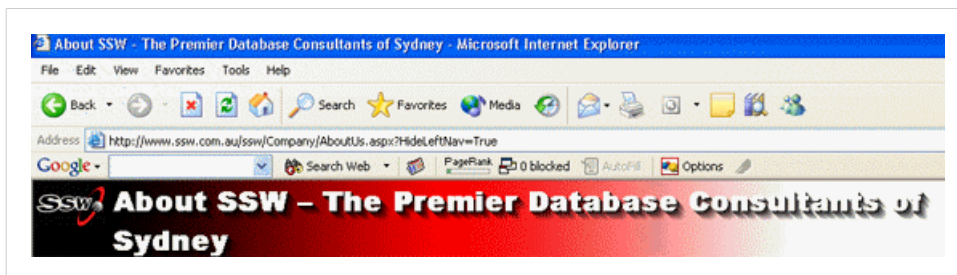 About SSW - The Premier Database Consultants of Sydney - Microsoft Internet Explorer
File Edit View Favorites Tools Help
Back Search Favorites Media
Address http://www.ssw.com.au/ssw/Company/AboutUs.aspx?HideLeftNav=True
Google Search Web PageRank 0 blocked AutoFill Options
SSW About SSW – The Premier Database Consultants of
Sydney